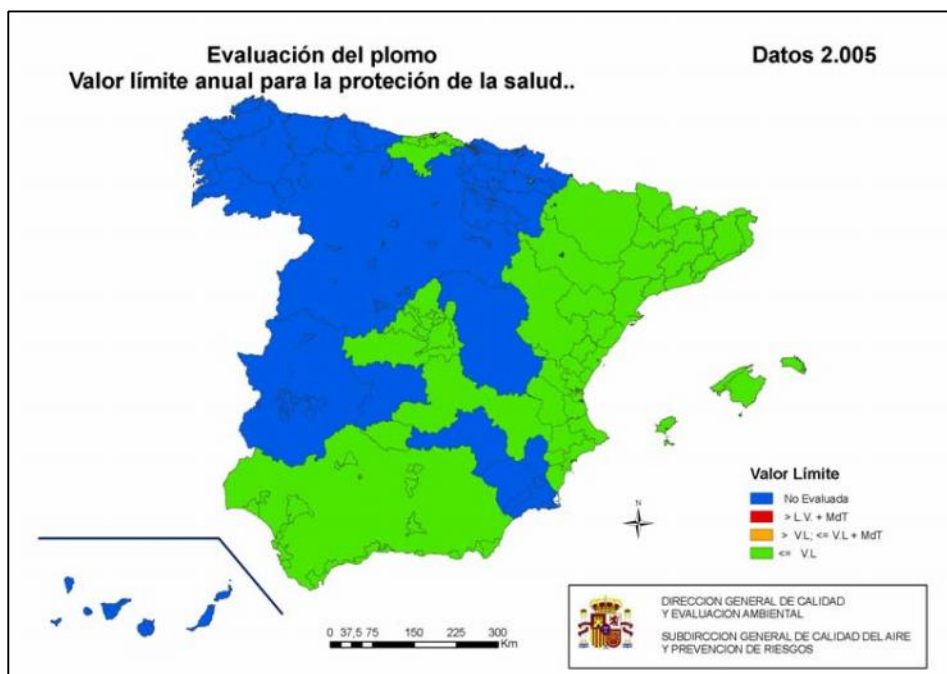 Evaluación del plomo
Valor límite anual para la proteción de la salud..
Datos 2.005
Valor Límite
No Evaluada
> L.V. + MdT
> V.L; <= V.L + MdT
<= V.L
N
0 37,5 75 150 225 300
Km
DIRECCION GENERAL DE CALIDAD
Y EVALUACION AMBIENTAL
SUBDIRCCION GENERAL DE CALIDAD DEL AIRE
Y PREVENCION DE RIESGOS